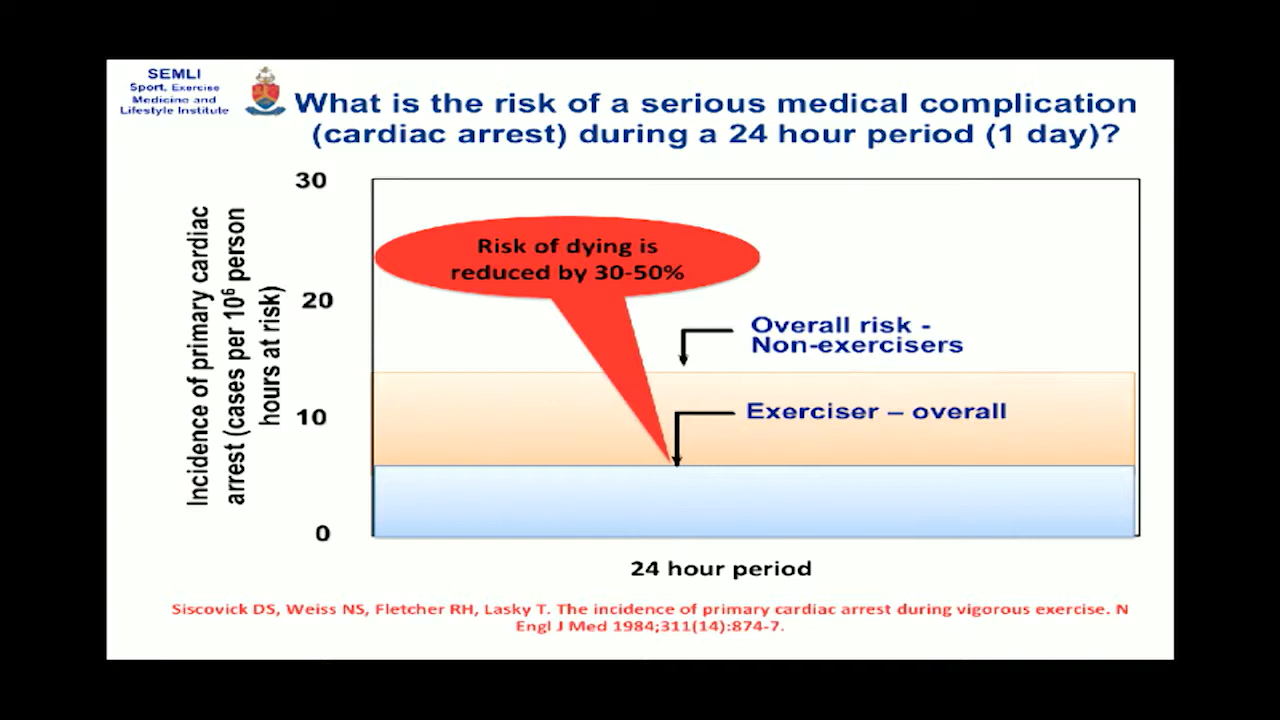 SEMLI
Sport, Exercise
Medicine and
Lifestyle Institute
What is the risk of a serious medical complication
(cardiac arrest) during a 24 hour period (1 day)?
Incidence of primary cardiac
arrest (cases per 10⁶ person
hours at risk)
30
20
10
0
Risk of dying is
reduced by 30-50%
Overall risk -
Non-exercisers
Exerciser – overall
24 hour period
Siscovick DS, Weiss NS, Fletcher RH, Lasky T. The incidence of primary cardiac arrest during vigorous exercise. N
Engl J Med 1984;311(14):874-7.